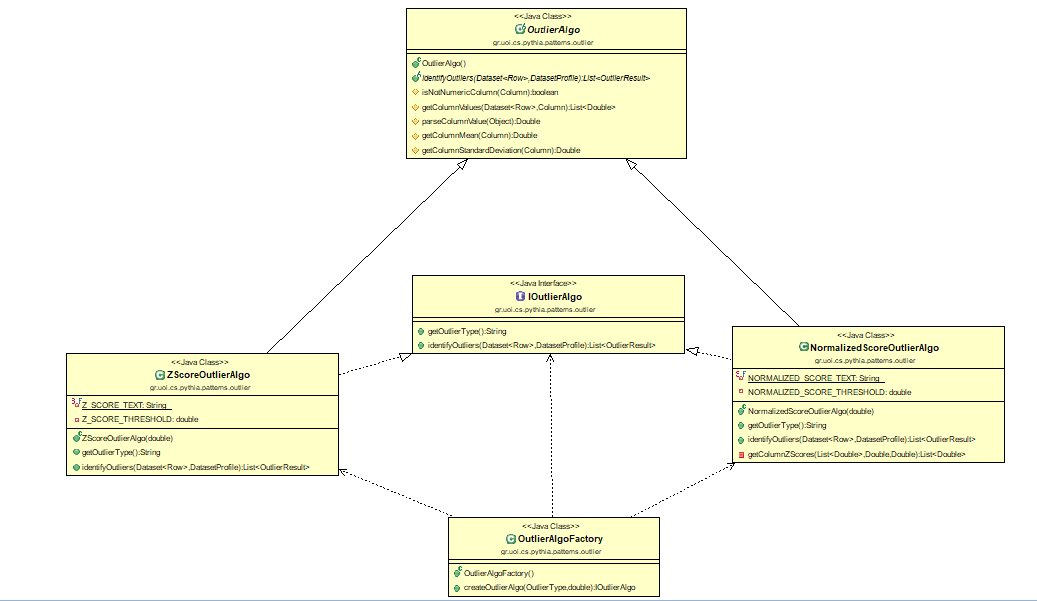 <<Java Class>>
OutlierAlgo
gr.uoi.cs.pythia.patterns.outlier
OutlierAlgo()
identifyOutliers(Dataset<Row>,DatasetProfile):List<OutlierResult>
isNotNumericColumn(Column):boolean
getColumnValues(Dataset<Row>,Column):List<Double>
parseColumnValue(Object):Double
getColumnMean(Column):Double
getColumnStandardDeviation(Column):Double
<<Java Interface>>
IOutlierAlgo
gr.uoi.cs.pythia.patterns.outlier
getOutlierType():String
identifyOutliers(Dataset<Row>,DatasetProfile):List<OutlierResult>
<<Java Class>>
ZScoreOutlierAlgo
gr.uoi.cs.pythia.patterns.outlier
Z_SCORE_TEXT: String
Z_SCORE_THRESHOLD: double
ZScoreOutlierAlgo(double)
getOutlierType():String
identifyOutliers(Dataset<Row>,DatasetProfile):List<OutlierResult>
<<Java Class>>
NormalizedScoreOutlierAlgo
gr.uoi.cs.pythia.patterns.outlier
NORMALIZED_SCORE_TEXT: String
NORMALIZED_SCORE_THRESHOLD: double
NormalizedScoreOutlierAlgo(double)
getOutlierType():String
identifyOutliers(Dataset<Row>,DatasetProfile):List<OutlierResult>
getColumnZScores(List<Double>,Double,Double):List<Double>
<<Java Class>>
OutlierAlgoFactory
gr.uoi.cs.pythia.patterns.outlier
OutlierAlgoFactory()
createOutlierAlgo(OutlierType,double):IOutlierAlgo